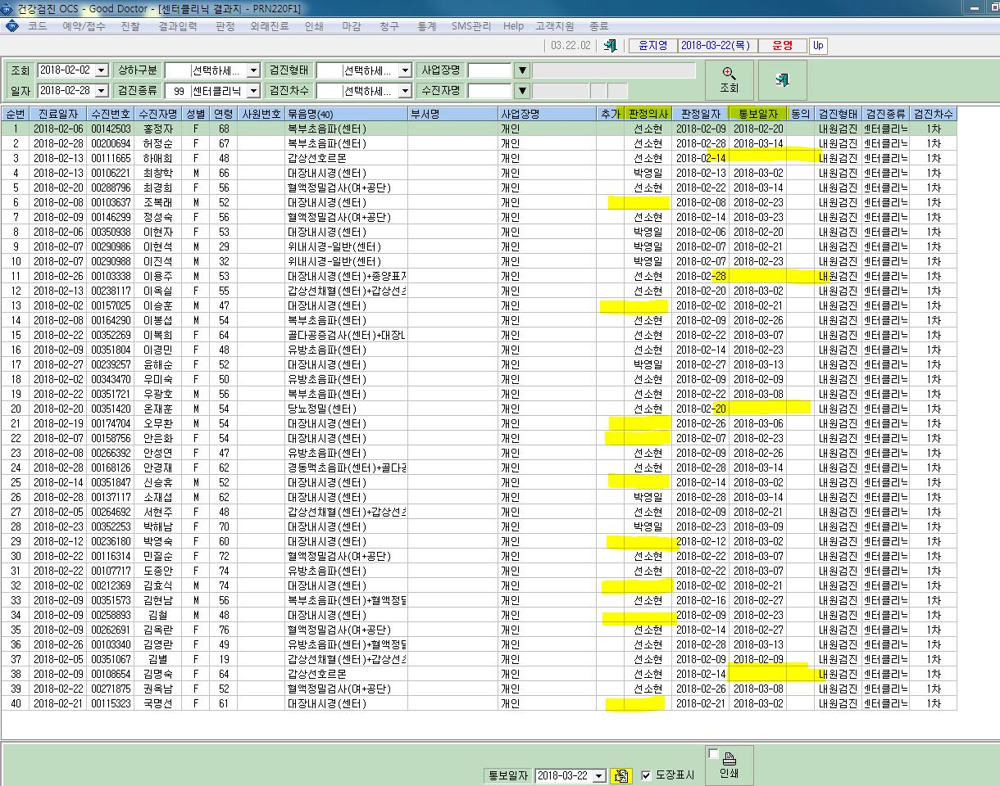 건강검진 OCS - Good Doctor - [센터클리닉 결과지 - PRN220F1]
코드 예약/접수 진찰 결과입력 판정 외래진료 인쇄 마감 청구 통계 SMS관리 Help 고객지원 종료
03.22.02 윤지영 2018-03-22(목) 운영 Up
조회 2018-02-02 상하구분 선택하세... 검진형태 선택하세... 사업장명 ▼
일자 2018-02-28 검진종류 99 센터클리닉 검진차수 선택하세... 수진자명 ▼ 조회
순번 진료일자 수진번호 수진자명 성별 연령 사원번호 묶음명(40) 부서명 사업장명 추가 판정의사 판정일자 통보일자 동의 검진형태 검진종류 검진차수
1 2018-02-06 00142503 홍정자 F 68 복부초음파(센터) 개인 선소현 2018-02-09 2018-02-20 내원검진 센터클리닉 1차
2 2018-02-28 00200694 허정순 F 67 복부초음파(센터) 개인 선소현 2018-02-28 2018-03-14 내원검진 센터클리닉 1차
3 2018-02-13 00111665 하애희 F 48 갑상선호르몬 개인 선소현 2018-02-14 내원검진 센터클리닉 1차
4 2018-02-13 00106221 최창학 M 66 대장내시경(센터) 개인 박영일 2018-02-13 2018-03-02 내원검진 센터클리닉 1차
5 2018-02-20 00288796 최경희 F 56 혈액정밀검사(여+공단) 개인 선소현 2018-02-22 2018-03-14 내원검진 센터클리닉 1차
6 2018-02-08 00103637 조복래 M 52 대장내시경(센터) 개인 2018-02-08 2018-02-23 내원검진 센터클리닉 1차
7 2018-02-09 00146299 정성숙 F 56 혈액정밀검사(여+공단) 개인 선소현 2018-02-14 2018-03-23 내원검진 센터클리닉 1차
8 2018-02-06 00350938 이현자 F 53 대장내시경(센터) 개인 박영일 2018-02-06 2018-02-20 내원검진 센터클리닉 1차
9 2018-02-07 00290986 이현석 M 29 위내시경-일반(센터) 개인 박영일 2018-02-07 2018-02-21 내원검진 센터클리닉 1차
10 2018-02-07 00290988 이진석 M 32 위내시경-일반(센터) 개인 박영일 2018-02-07 2018-02-23 내원검진 센터클리닉 1차
11 2018-02-26 00103338 이용주 M 53 대장내시경(센터)+종양표지 개인 선소현 2018-02-28 내원검진 센터클리닉 1차
12 2018-02-13 00238117 이옥실 F 55 갑상선채혈(센터)+갑상선초 개인 선소현 2018-02-20 2018-03-02 내원검진 센터클리닉 1차
13 2018-02-02 00157025 이승훈 M 47 대장내시경(센터) 개인 2018-02-02 2018-02-21 내원검진 센터클리닉 1차
14 2018-02-08 00164290 이봉섭 M 54 복부초음파(센터) 개인 선소현 2018-02-09 2018-02-26 내원검진 센터클리닉 1차
15 2018-02-22 00352269 이복희 F 64 골다공증검사(센터)+대장내 개인 선소현 2018-02-22 2018-03-07 내원검진 센터클리닉 1차
16 2018-02-09 00351804 이경민 F 48 유방초음파(센터) 개인 선소현 2018-02-14 2018-02-23 내원검진 센터클리닉 1차
17 2018-02-27 00239257 윤해순 F 52 대장내시경(센터) 개인 박영일 2018-02-27 2018-03-13 내원검진 센터클리닉 1차
18 2018-02-02 00343470 우미숙 F 50 유방초음파(센터) 개인 선소현 2018-02-09 2018-02-09 내원검진 센터클리닉 1차
19 2018-02-22 00351721 우광호 M 56 복부초음파(센터) 개인 선소현 2018-02-22 2018-03-08 내원검진 센터클리닉 1차
20 2018-02-20 00351420 온재훈 M 54 당뇨정밀(센터) 개인 선소현 2018-02-20 내원검진 센터클리닉 1차
21 2018-02-19 00174704 오무환 M 54 대장내시경(센터) 개인 2018-02-26 2018-03-06 내원검진 센터클리닉 1차
22 2018-02-07 00158756 안은화 F 54 대장내시경(센터) 개인 2018-02-07 2018-02-23 내원검진 센터클리닉 1차
23 2018-02-08 00266392 안성연 F 47 유방초음파(센터) 개인 선소현 2018-02-09 2018-02-26 내원검진 센터클리닉 1차
24 2018-02-28 00168126 안경재 F 62 경동맥초음파(센터)+골다공 개인 선소현 2018-02-28 2018-03-14 내원검진 센터클리닉 1차
25 2018-02-14 00351847 신승휴 M 52 대장내시경(센터) 개인 2018-02-14 2018-03-02 내원검진 센터클리닉 1차
26 2018-02-28 00137117 소재섭 M 62 대장내시경(센터) 개인 박영일 2018-02-28 2018-03-14 내원검진 센터클리닉 1차
27 2018-02-05 00264692 서현주 F 48 갑상선채혈(센터)+갑상선초 개인 선소현 2018-02-09 2018-02-21 내원검진 센터클리닉 1차
28 2018-02-23 00352253 박해남 F 70 대장내시경(센터) 개인 박영일 2018-02-23 2018-03-09 내원검진 센터클리닉 1차
29 2018-02-12 00236180 박영숙 F 60 대장내시경(센터) 개인 2018-02-12 2018-03-02 내원검진 센터클리닉 1차
30 2018-02-22 00116314 민질순 F 72 혈액정밀검사(여+공단) 개인 선소현 2018-02-22 2018-03-07 내원검진 센터클리닉 1차
31 2018-02-22 00107717 도종안 F 74 유방초음파(센터) 개인 선소현 2018-02-22 2018-03-07 내원검진 센터클리닉 1차
32 2018-02-02 00212369 김효식 M 74 대장내시경(센터) 개인 2018-02-02 2018-02-21 내원검진 센터클리닉 1차
33 2018-02-09 00351573 김현남 M 56 복부초음파(센터)+혈액정밀 개인 선소현 2018-02-16 2018-02-27 내원검진 센터클리닉 1차
34 2018-02-09 00258893 김철 M 48 대장내시경(센터) 개인 2018-02-09 2018-02-23 내원검진 센터클리닉 1차
35 2018-02-09 00262691 김옥란 F 76 혈액정밀검사(여+공단) 개인 선소현 2018-02-14 2018-02-27 내원검진 센터클리닉 1차
36 2018-02-26 00103340 김영란 F 49 유방초음파(센터)+혈액정밀 개인 선소현 2018-02-28 2018-03-13 내원검진 센터클리닉 1차
37 2018-02-05 00351067 김별 F 19 갑상선채혈(센터)+갑상선초 개인 선소현 2018-02-09 2018-02-09 내원검진 센터클리닉 1차
38 2018-02-09 00108654 김명숙 F 64 갑상선호르몬 개인 선소현 2018-02-14 내원검진 센터클리닉 1차
39 2018-02-22 00271875 권옥남 F 52 혈액정밀검사(여+공단) 개인 선소현 2018-02-26 2018-03-08 내원검진 센터클리닉 1차
40 2018-02-21 00115323 국명선 F 61 대장내시경(센터) 개인 2018-02-21 2018-03-02 내원검진 센터클리닉 1차
통보일자 2018-03-22 도장표시 인쇄